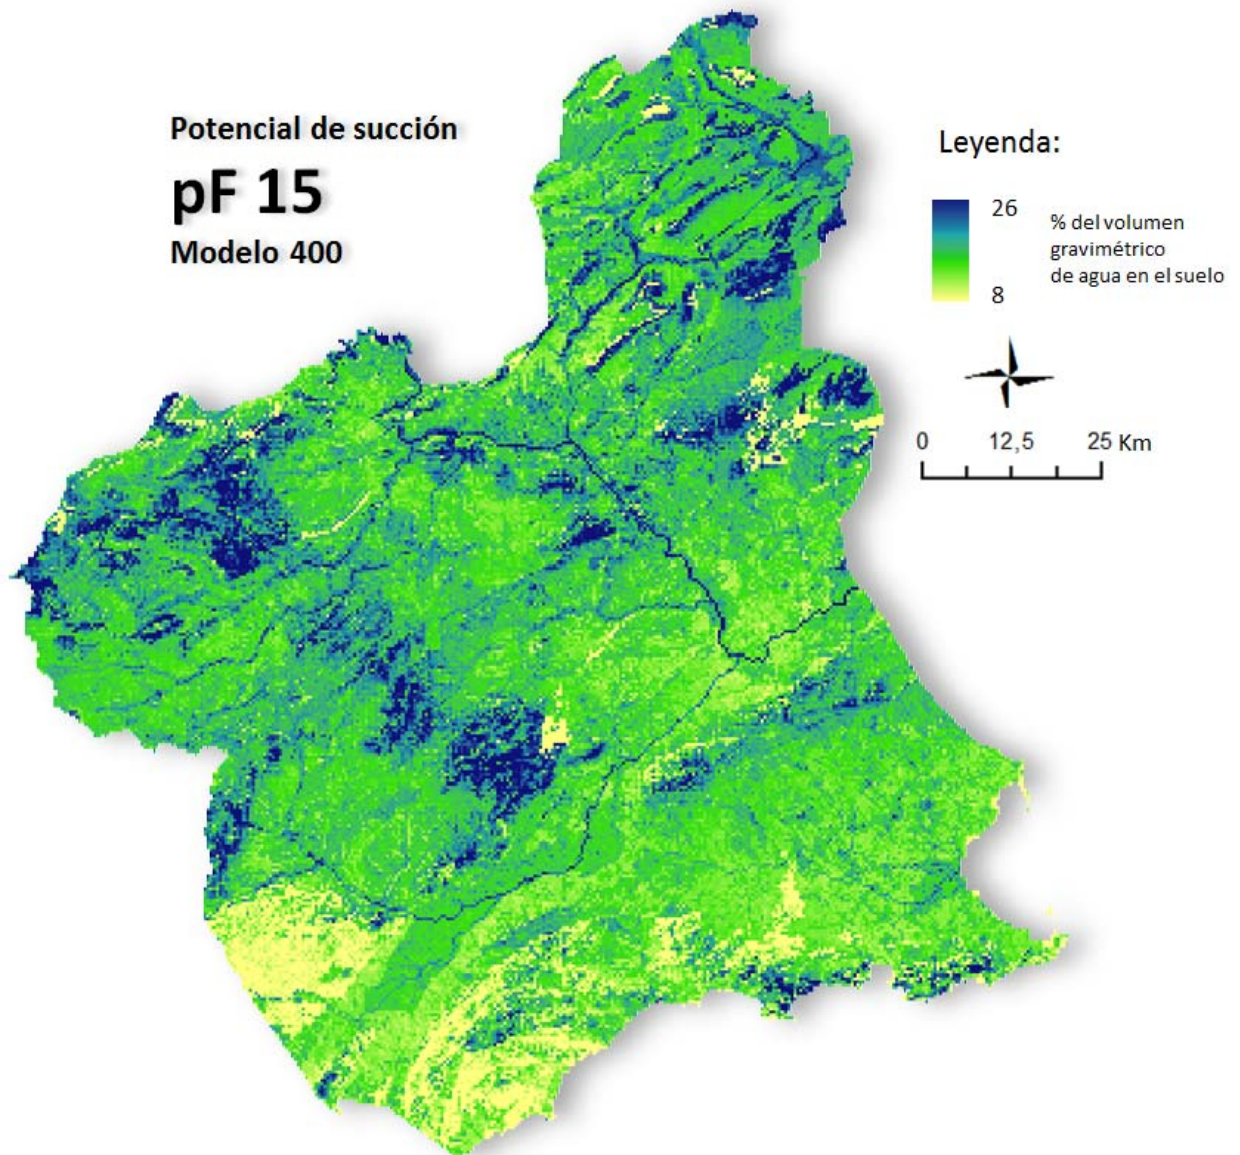 Potencial de succión
pF 15
Modelo 400
Leyenda:
26
8
% del volumen
gravimétrico
de agua en el suelo
0 12,5 25 Km